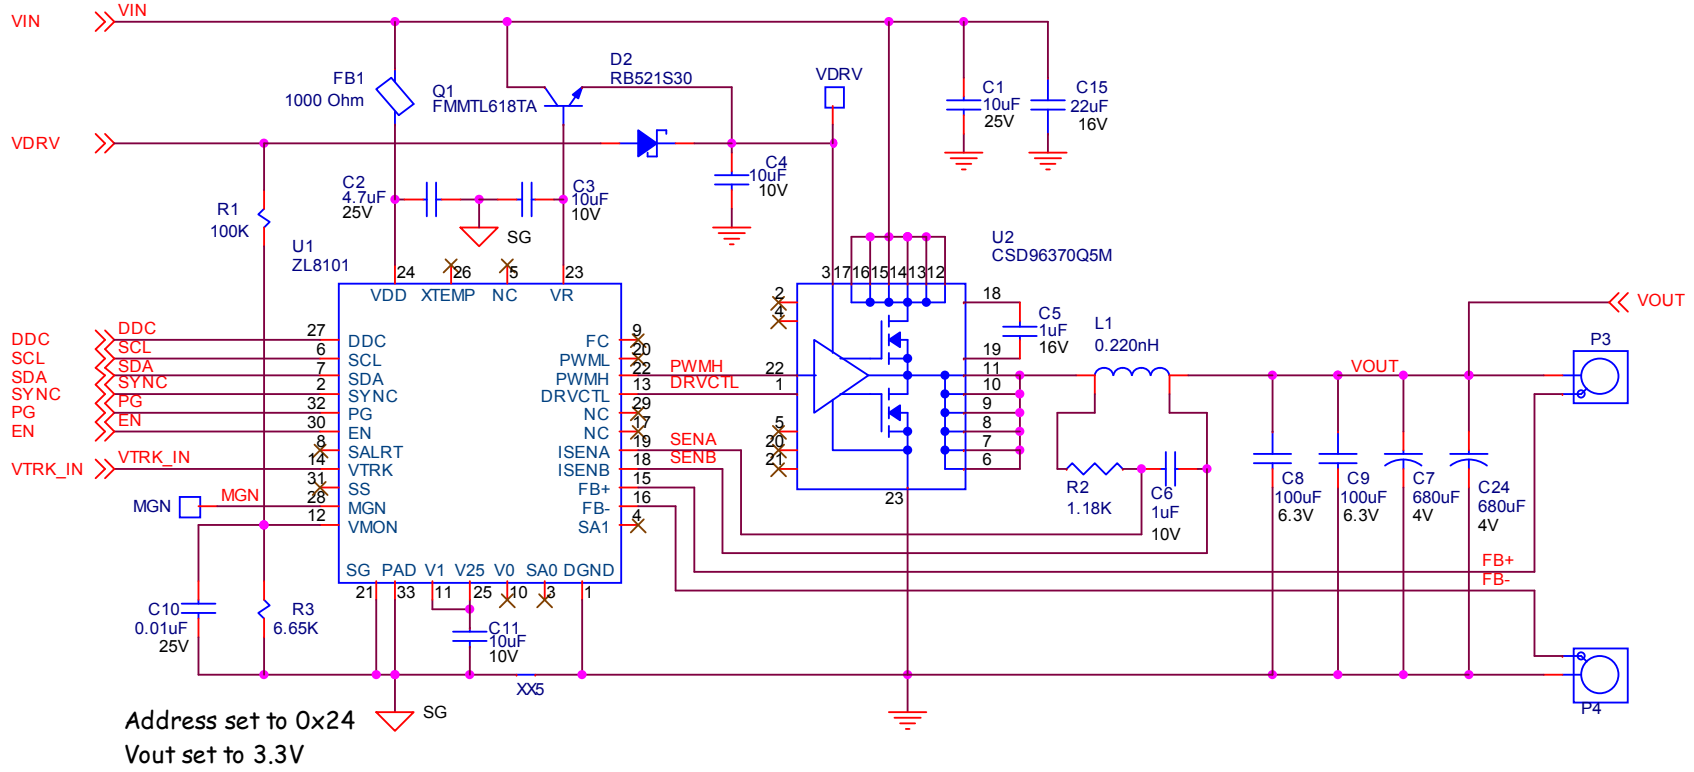 VIN
VIN
D2
RB521S30
FB1
1000 Ohm
Q1
FMMTL618TA
VDRV
C1
10uF
25V
C15
22uF
16V
VDRV
C4
10uF
10V
C2
4.7uF
25V
C3
10uF
10V
SG
R1
100K
U1
ZL8101
U2
CSD96370Q5M
24
26
5
23
VDD
XTEMP
NC
VR
3
17
16
15
14
13
12
2
4
18
C5
1uF
16V
19
L1
0.220nH
VOUT
P3
DDC
DDC
27
DDC
SCL
SCL
6
SCL
SDA
SDA
7
SDA
SYNC
SYNC
2
SYNC
PG
PG
32
PG
EN
EN
30
EN
8
SALRT
VTRK_IN
VTRK_IN
14
VTRK
31
SS
MGN
MGN
28
MGN
12
VMON
FC
9
PWML
20
PWMH
22
PWMH
22
DRVCTL
13
DRVCTL
1
NC
29
NC
17
ISENA
19
SENA
ISENB
18
SENB
FB+
15
FB-
16
SA1
4
5
20
21
11
10
9
8
7
6
23
VOUT
R2
1.18K
C6
1uF
10V
C8
100uF
6.3V
C9
100uF
6.3V
C7
680uF
4V
C24
680uF
4V
FB+
FB-
SG
PAD
V1
V25
V0
SA0
DGND
21
33
11
25
10
3
1
C10
0.01uF
25V
R3
6.65K
C11
10uF
10V
XX5
SG
P4
Address set to 0x24
Vout set to 3.3V